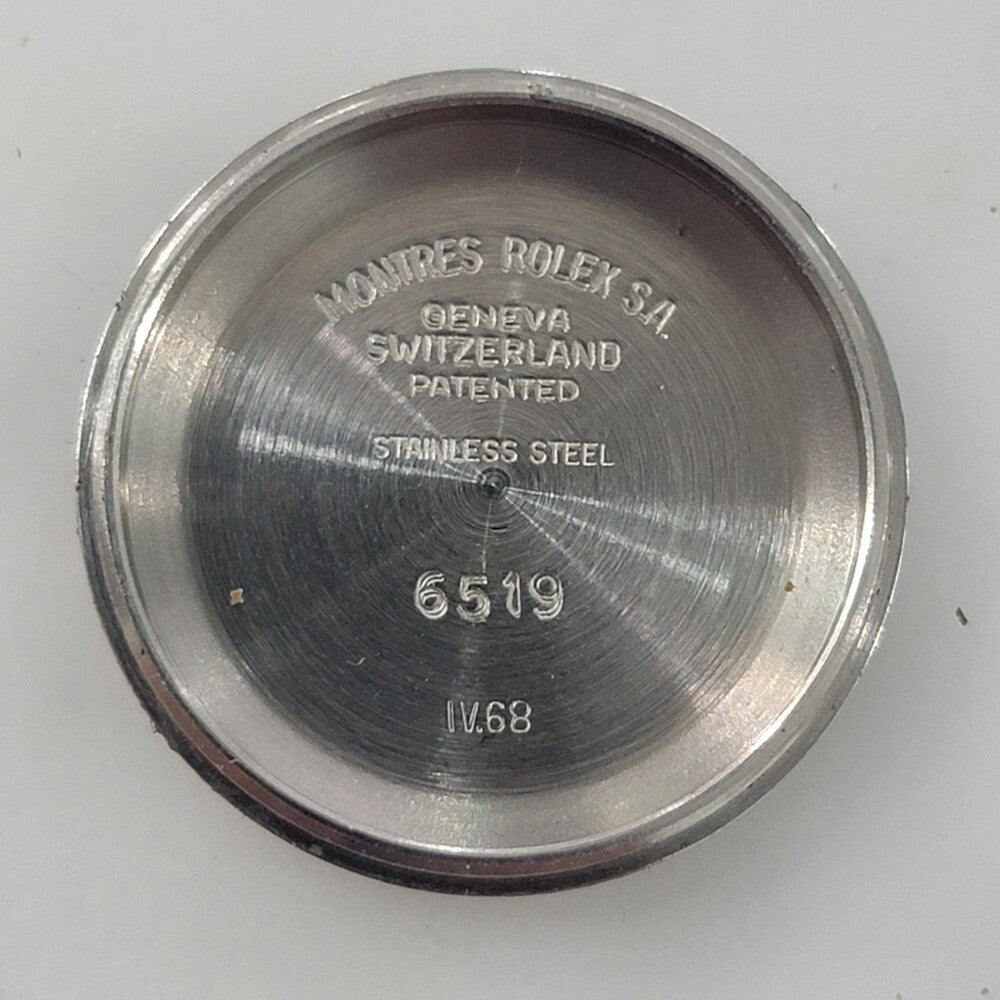 MONTRES ROLEX S.A.
GENEVA
SWITZERLAND
PATENTED
STAINLESS STEEL
6519
IV.68